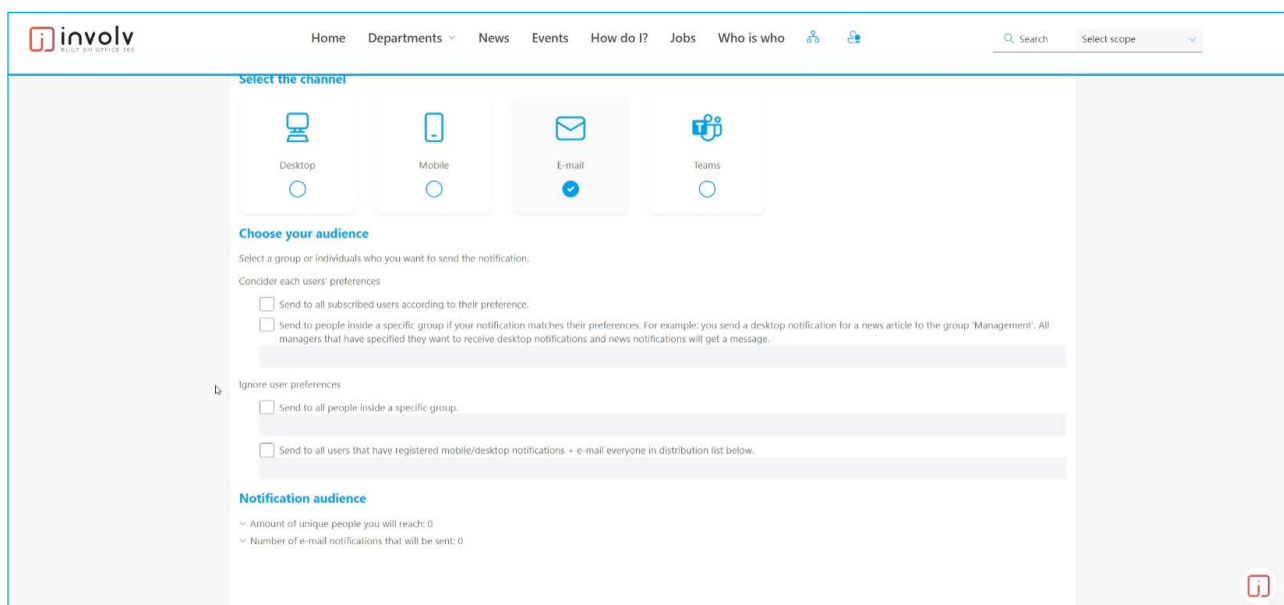 involv
BUILT ON OFFICE 365
Home Departments News Events How do I? Jobs Who is who Search Select scope
Select the channel
Desktop Mobile E-mail Teams
Choose your audience
Select a group or individuals who you want to send the notification.
Concider each users' preferences
Send to all subscribed users according to their preference.
Send to people inside a specific group if your notification matches their preferences. For example: you send a desktop notification for a news article to the group 'Management'. All
managers that have specified they want to receive desktop notifications and news notifications will get a message.
Ignore user preferences
Send to all people inside a specific group.
Send to all users that have registered mobile/desktop notifications + e-mail everyone in distribution list below.
Notification audience
Amount of unique people you will reach: 0
Number of e-mail notifications that will be sent: 0